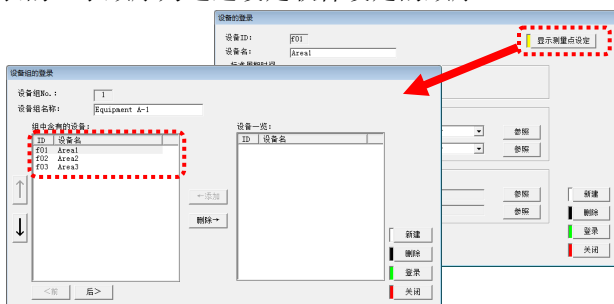 设备的登录
设备ID: f01
显示测量点设定
设备名: Area1
参照
参照
参照
参照
新建
删除
登录
关闭
设备组的登录
设备组No.: 1
设备组名称: Equipment A-1
组中含有的设备:
ID 设备名
f01 Area1
f02 Area2
f03 Area3
↑
↓
←添加
删除→
设备一览:
ID 设备名
新建
删除
登录
关闭
<前 后>